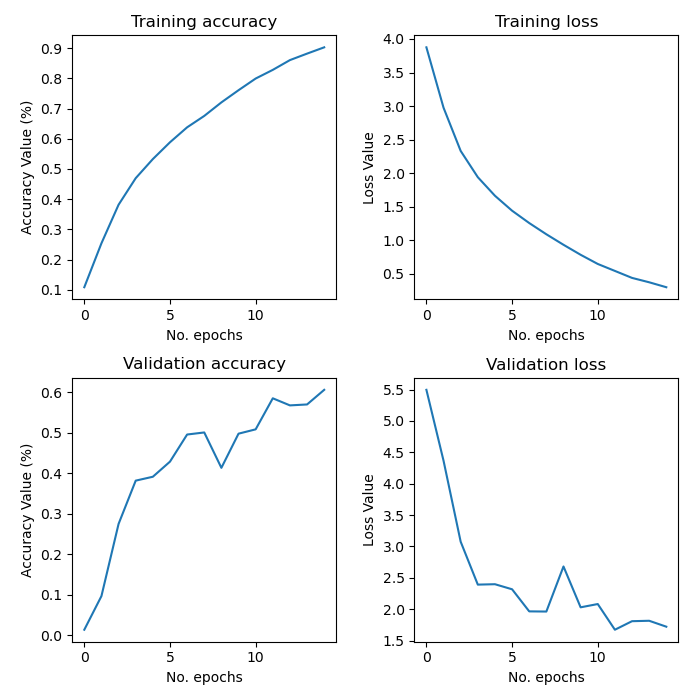 Training accuracy
Accuracy Value (%)
0.9
0.8
0.7
0.6
0.5
0.4
0.3
0.2
0.1
0 5 10
No. epochs
Training loss
Loss Value
4.0
3.5
3.0
2.5
2.0
1.5
1.0
0.5
0 5 10
No. epochs
Validation accuracy
Accuracy Value (%)
0.6
0.5
0.4
0.3
0.2
0.1
0.0
0 5 10
No. epochs
Validation loss
Loss Value
5.5
5.0
4.5
4.0
3.5
3.0
2.5
2.0
1.5
0 5 10
No. epochs